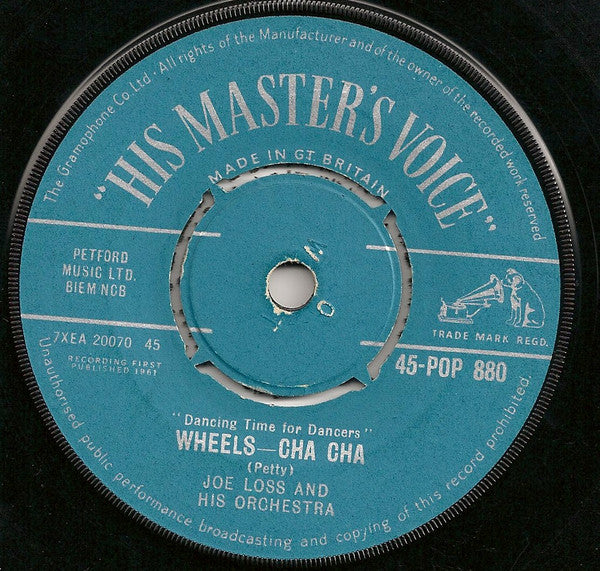 The Gramophone Co Ltd. All rights of the Manufacturer and of the owner of the recorded work reserved
"HIS MASTER'S VOICE"
MADE IN GT. BRITAIN
PETFORD
MUSIC LTD.
BIEM NCB
TRADE MARK REGD.
7XEA 20070 45
RECORDING FIRST
PUBLISHED 1961
45-POP 880
"Dancing Time for Dancers"
WHEELS—CHA CHA
(Petty)
JOE LOSS AND
HIS ORCHESTRA
Unauthorised public performance broadcasting and copying of this record prohibited.